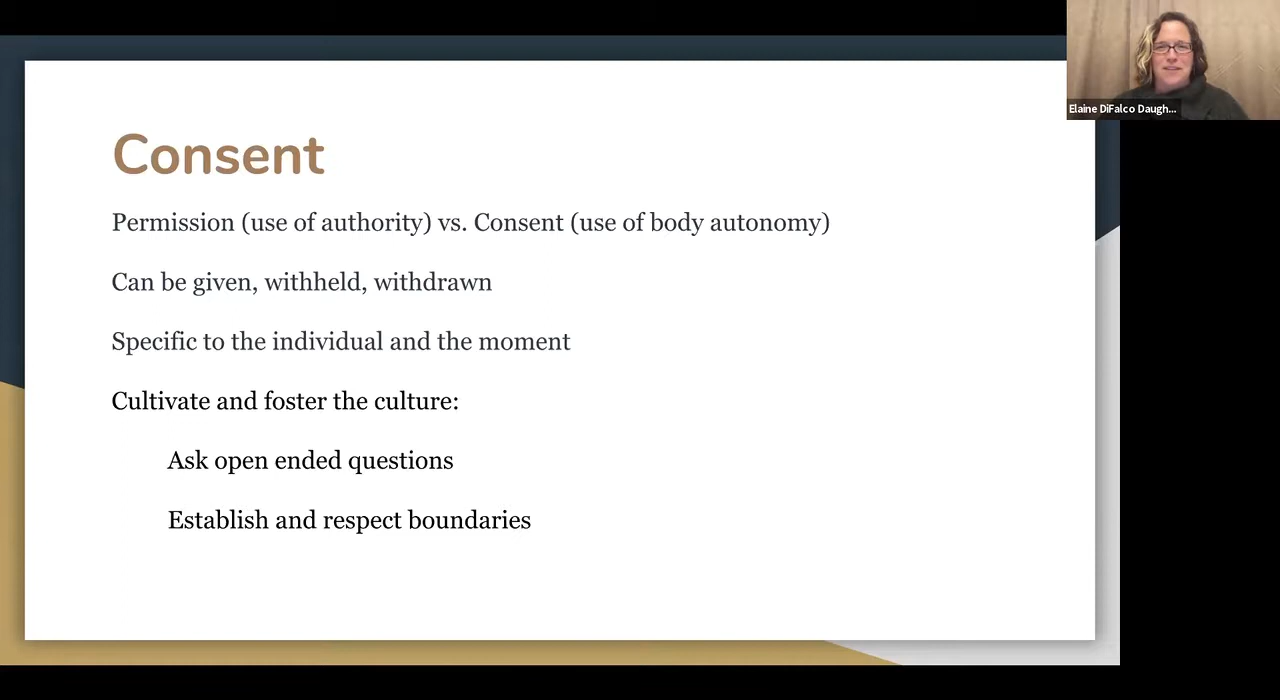 Elaine DiFalco Daugh...
Consent
Permission (use of authority) vs. Consent (use of body autonomy)
Can be given, withheld, withdrawn
Specific to the individual and the moment
Cultivate and foster the culture:
Ask open ended questions
Establish and respect boundaries